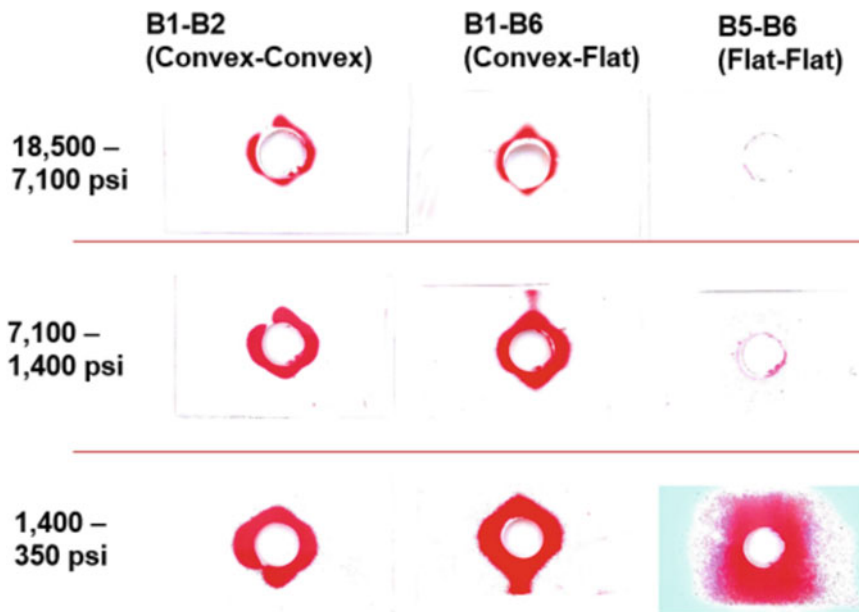 B1-B2
(Convex-Convex)
B1-B6
(Convex-Flat)
B5-B6
(Flat-Flat)
18,500 –
7,100 psi
7,100 –
1,400 psi
1,400 –
350 psi